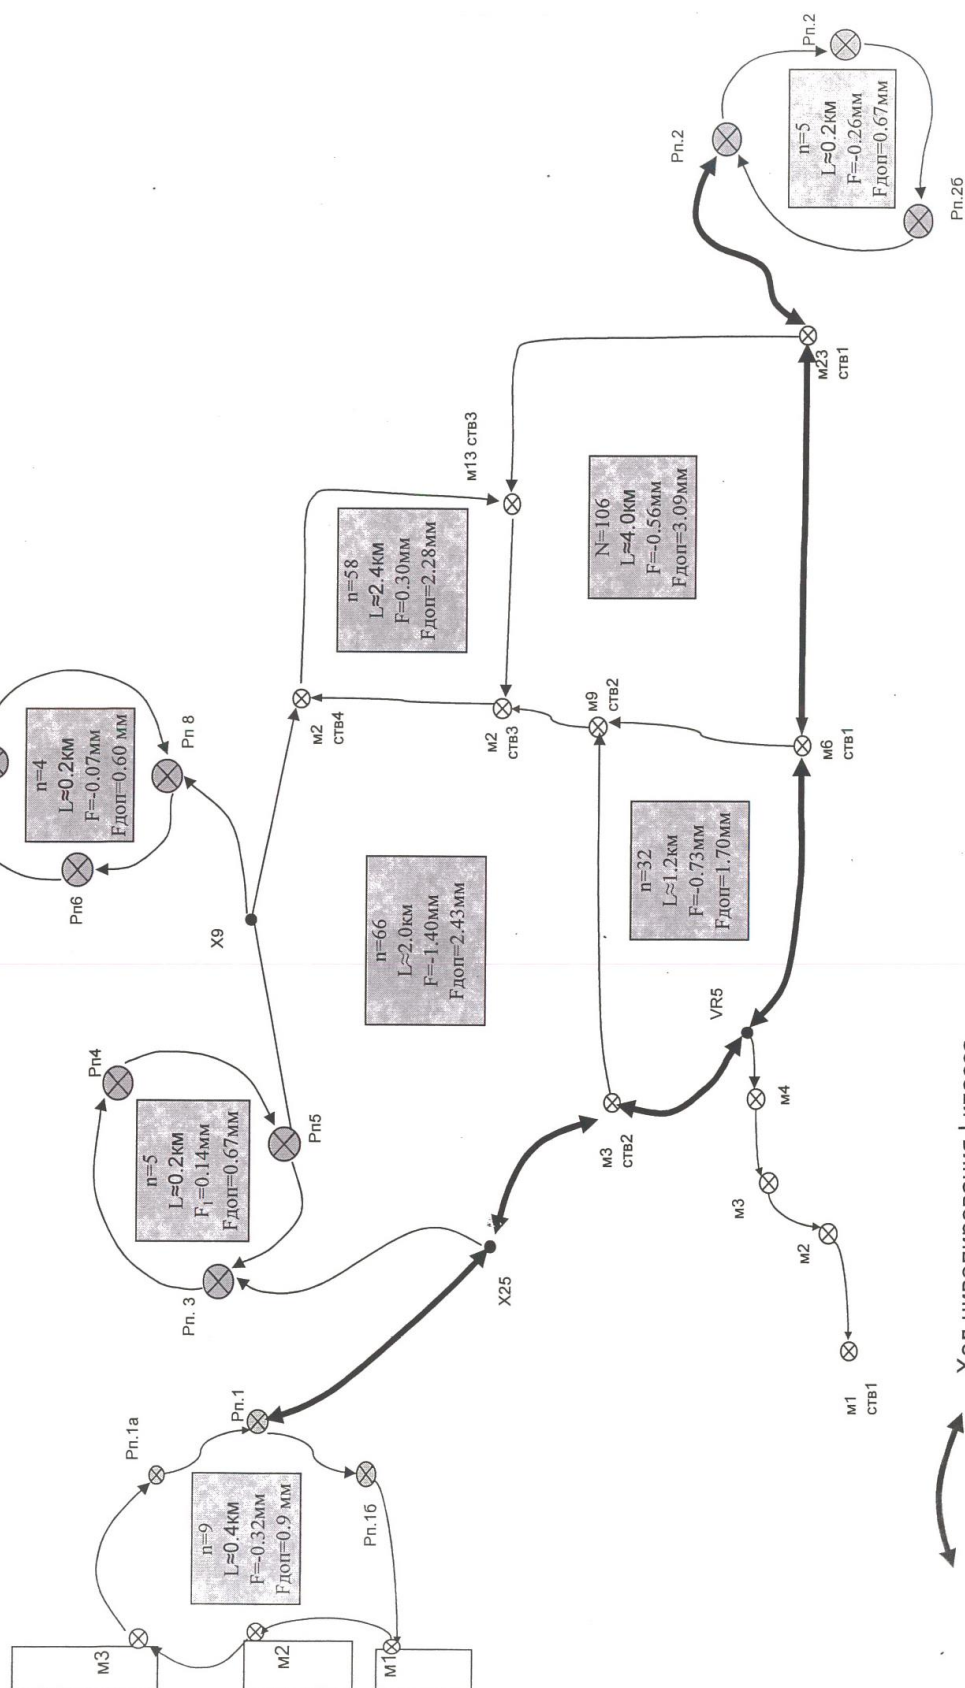 n=4
L≈0.2км
F=-0.07мм
Fдоп=0.60 мм
Рп6
Рп 8
Х9
n=5
L≈0.2км
F₁=0.14мм
Fдоп=0.67мм
Рп4
Рп5
Рп. 3
n=9
L≈0.4км
F=-0.32мм
Fдоп=0.9 мм
Рп.1а
Рп.1
Рп.1б
м3
м2
м1
Х25
n=66
L≈2.0км
F=-1.40мм
Fдоп=2.43мм
м2
ств4
n=58
L≈2.4км
F=0.30мм
Fдоп=2.28мм
м13 ств3
м2
ств3
м9
ств2
м3
ств2
n=32
L≈1.2км
F=-0.73мм
Fдоп=1.70мм
N=106
L≈4.0км
F=-0.56мм
Fдоп=3.09мм
VR5
м6
ств1
м23
ств1
м4
м3
м2
м1
ств1
Рп.2
Рп.2
Рп.2б
n=5
L≈0.2км
F=-0.26мм
Fдоп=0.67мм